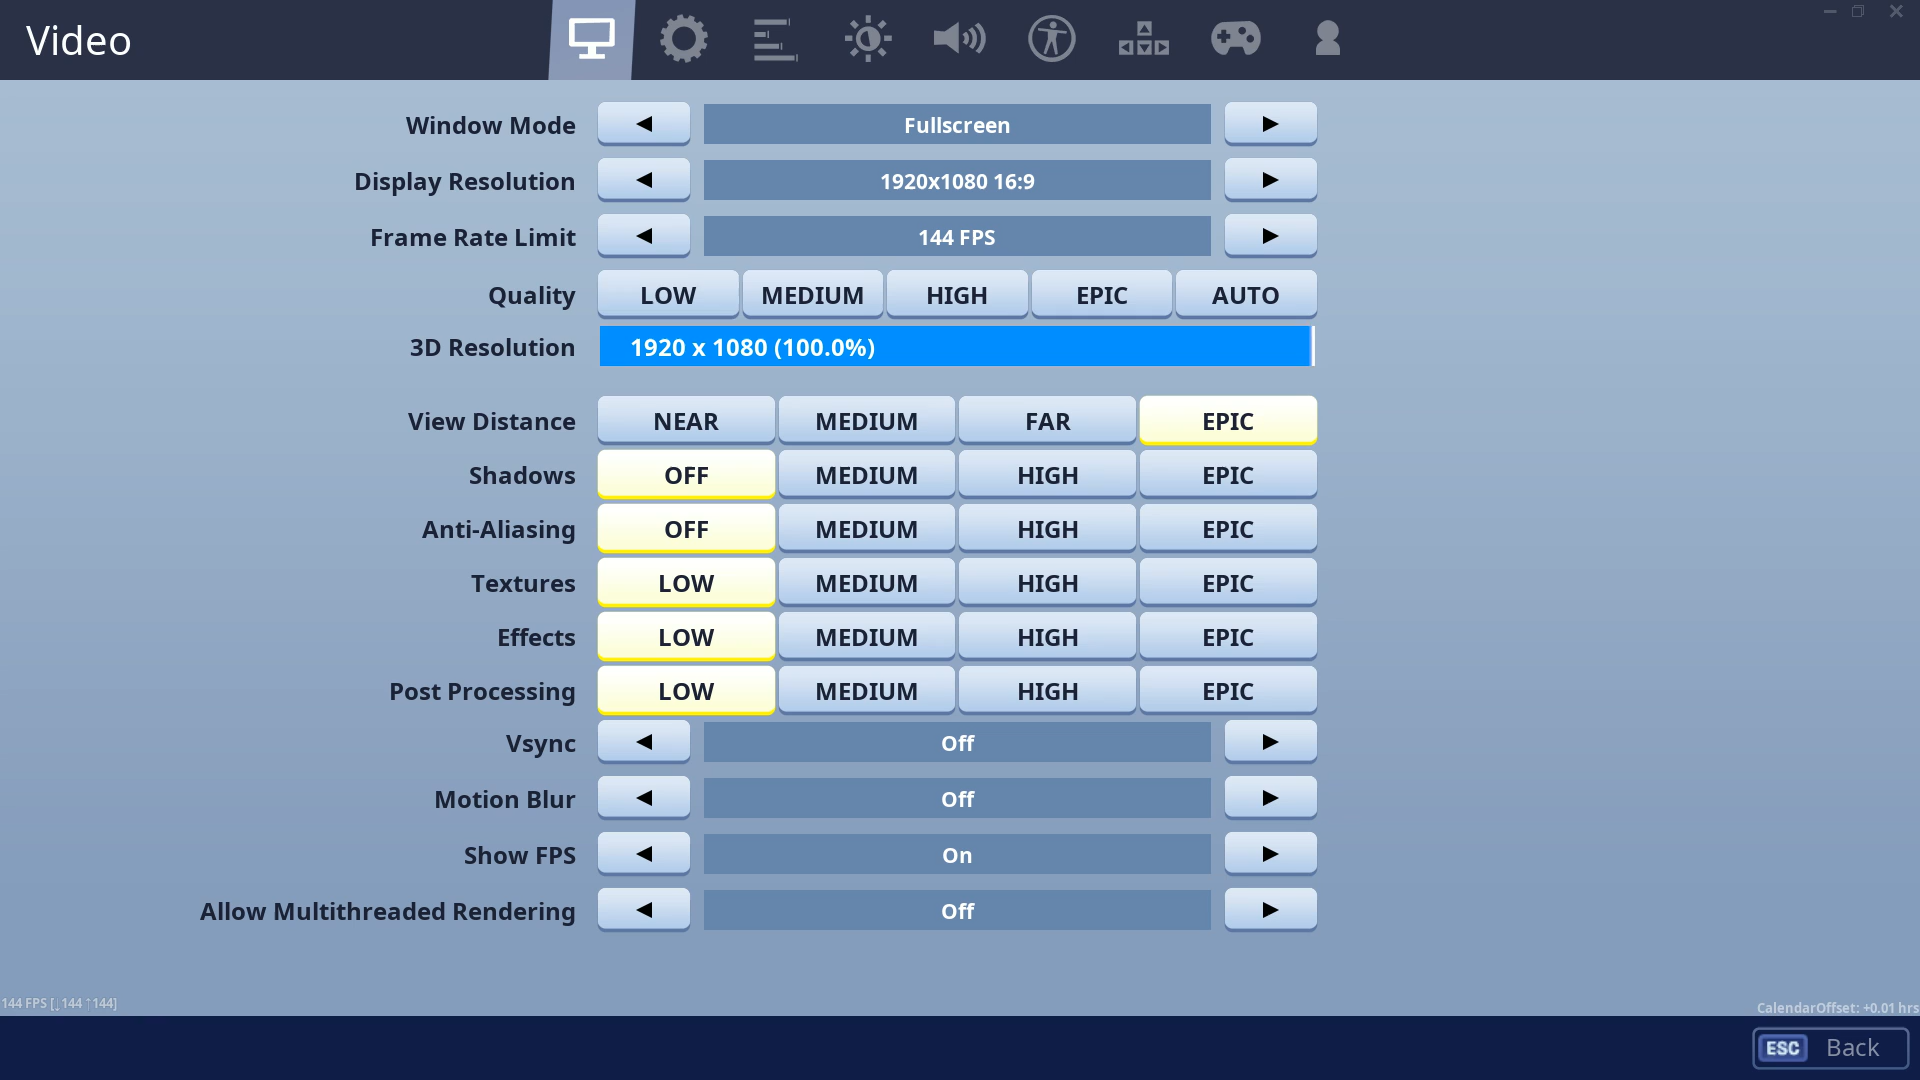 Video
Window Mode Fullscreen
Display Resolution 1920x1080 16:9
Frame Rate Limit 144 FPS
Quality LOW MEDIUM HIGH EPIC AUTO
3D Resolution 1920 x 1080 (100.0%)
View Distance NEAR MEDIUM FAR EPIC
Shadows OFF MEDIUM HIGH EPIC
Anti-Aliasing OFF MEDIUM HIGH EPIC
Textures LOW MEDIUM HIGH EPIC
Effects LOW MEDIUM HIGH EPIC
Post Processing LOW MEDIUM HIGH EPIC
Vsync Off
Motion Blur Off
Show FPS On
Allow Multithreaded Rendering Off
144 FPS [↓144 ↑144]
CalendarOffset: +0.01 hrs
ESC Back